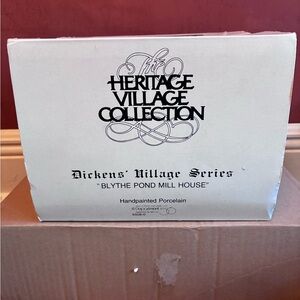 The
HERITAGE
VILLAGE
COLLECTION
Dickens' Village Series
"BLYTHE POND MILL HOUSE"
Handpainted Porcelain